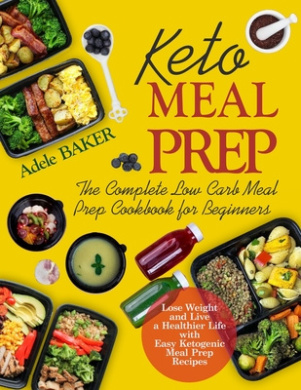 Keto
MEAL
PREP
Adele BAKER
The Complete Low Carb Meal
Prep Cookbook for Beginners
Lose Weight
and Live
a Healthier Life
with
Easy Ketogenic
Meal Prep
Recipes